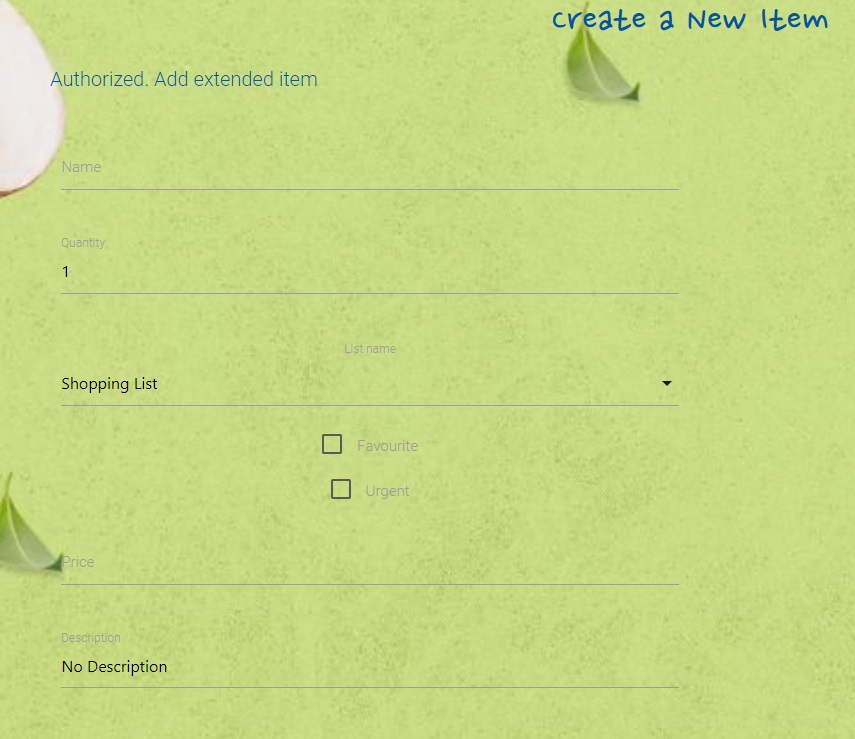 Create a New Item
Authorized. Add extended item
Name
Quantity
1
List name
Shopping List
Favourite
Urgent
Price
Description
No Description